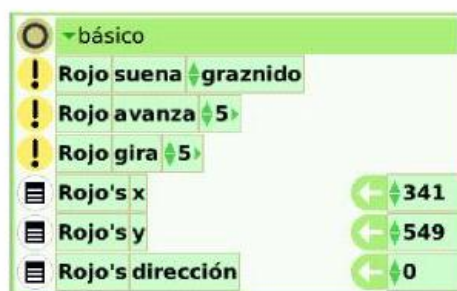 básico
Rojo suena graznido
Rojo avanza 5
Rojo gira 5
Rojo's x 341
Rojo's y 549
Rojo's dirección 0